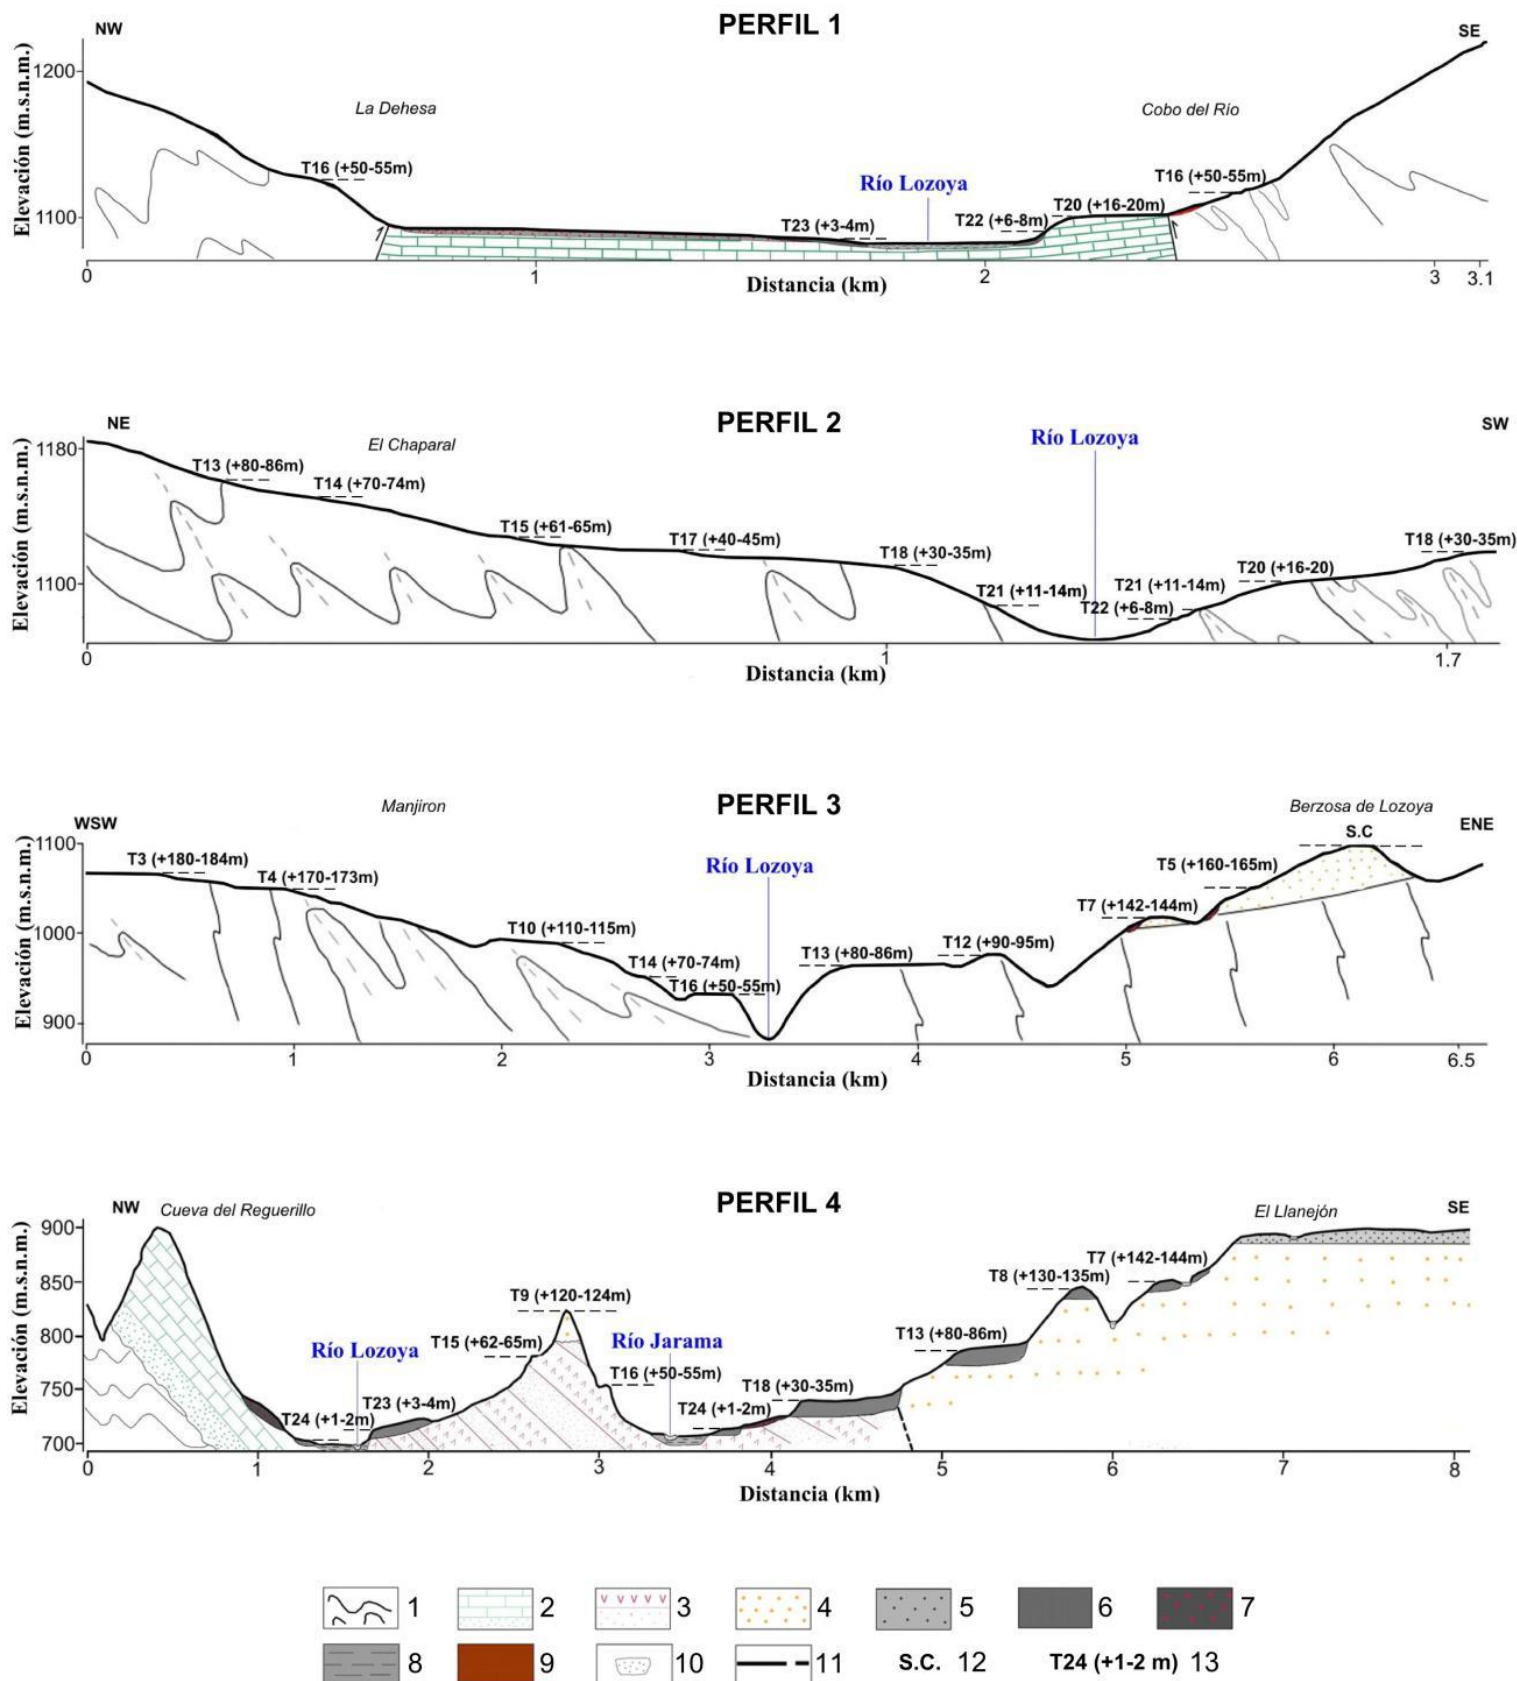 PERFIL 1
NW
SE
Elevación (m.s.n.m.)
1200
1100
La Dehesa
Cobo del Río
T16 (+50-55m)
T16 (+50-55m)
Río Lozoya
T20 (+16-20m)
T23 (+3-4m)
T22 (+6-8m)
0
1
2
3
3.1
Distancia (km)
PERFIL 2
NE
SW
Elevación (m.s.n.m.)
1180
1100
El Chaparal
Río Lozoya
T13 (+80-86m)
T14 (+70-74m)
T15 (+61-65m)
T17 (+40-45m)
T18 (+30-35m)
T18 (+30-35m)
T20 (+16-20)
T21 (+11-14m)
T21 (+11-14m)
T22 (+6-8m)
0
1
1.7
Distancia (km)
PERFIL 3
Manjiron
Berzosa de Lozoya
WSW
ENE
Elevación (m.s.n.m.)
1100
1000
900
S.C
T3 (+180-184m)
T4 (+170-173m)
Río Lozoya
T5 (+160-165m)
T7 (+142-144m)
T10 (+110-115m)
T12 (+90-95m)
T13 (+80-86m)
T14 (+70-74m)
T16 (+50-55m)
0
1
2
3
4
5
6
6.5
Distancia (km)
PERFIL 4
NW
Cueva del Reguerillo
El Llanejón
SE
Elevación (m.s.n.m.)
900
850
800
750
700
T7 (+142-144m)
T8 (+130-135m)
T9 (+120-124m)
T13 (+80-86m)
Río Lozoya
T15 (+62-65m)
Río Jarama
T16 (+50-55m)
T18 (+30-35m)
T23 (+3-4m)
T24 (+1-2m)
T24 (+1-2m)
0
1
2
3
4
5
6
7
8
Distancia (km)
1
2
3
4
5
6
7
8
9
10
11
S.C. 12
T24 (+1-2 m) 13